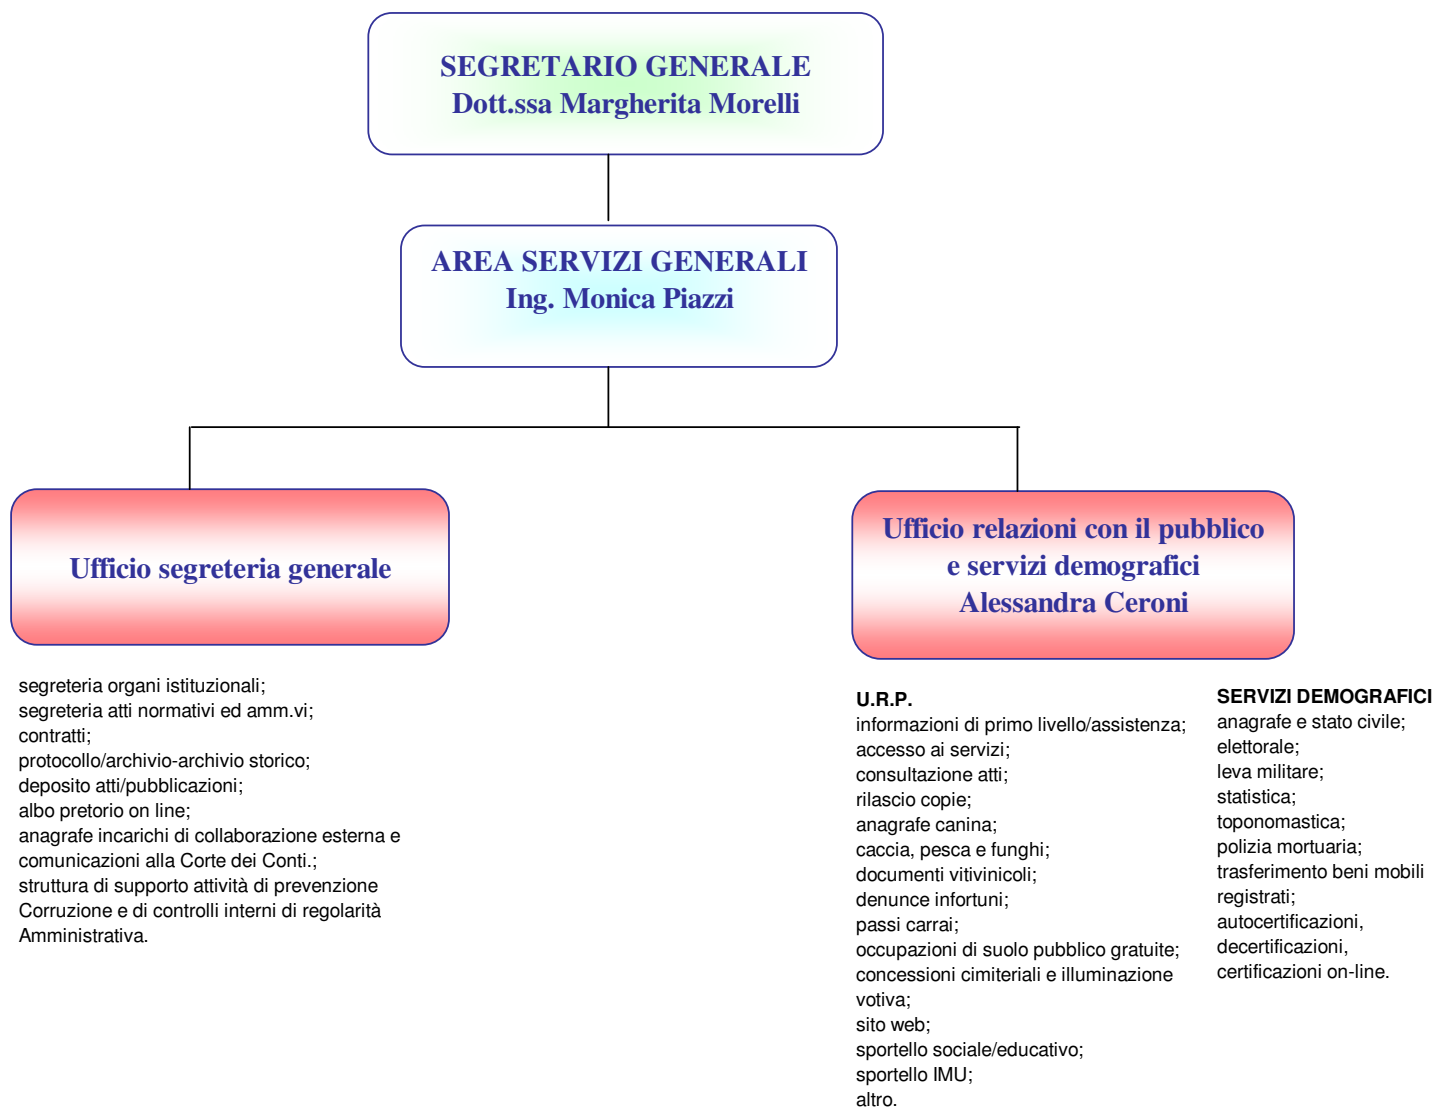 SEGRETARIO GENERALE
Dott.ssa Margherita Morelli
AREA SERVIZI GENERALI
Ing. Monica Piazzi
Ufficio segreteria generale
Ufficio relazioni con il pubblico
e servizi demografici
Alessandra Ceroni
segreteria organi istituzionali;
segreteria atti normativi ed amm.vi;
contratti;
protocollo/archivio-archivio storico;
deposito atti/pubblicazioni;
albo pretorio on line;
anagrafe incarichi di collaborazione esterna e
comunicazioni alla Corte dei Conti.;
struttura di supporto attività di prevenzione
Corruzione e di controlli interni di regolarità
Amministrativa.
U.R.P.
informazioni di primo livello/assistenza;
accesso ai servizi;
consultazione atti;
rilascio copie;
anagrafe canina;
caccia, pesca e funghi;
documenti vitivinicoli;
denunce infortuni;
passi carrai;
occupazioni di suolo pubblico gratuite;
concessioni cimiteriali e illuminazione
votiva;
sito web;
sportello sociale/educativo;
sportello IMU;
altro.
SERVIZI DEMOGRAFICI
anagrafe e stato civile;
elettorale;
leva militare;
statistica;
toponomastica;
polizia mortuaria;
trasferimento beni mobili
registrati;
autocertificazioni,
decertificazioni,
certificazioni on-line.